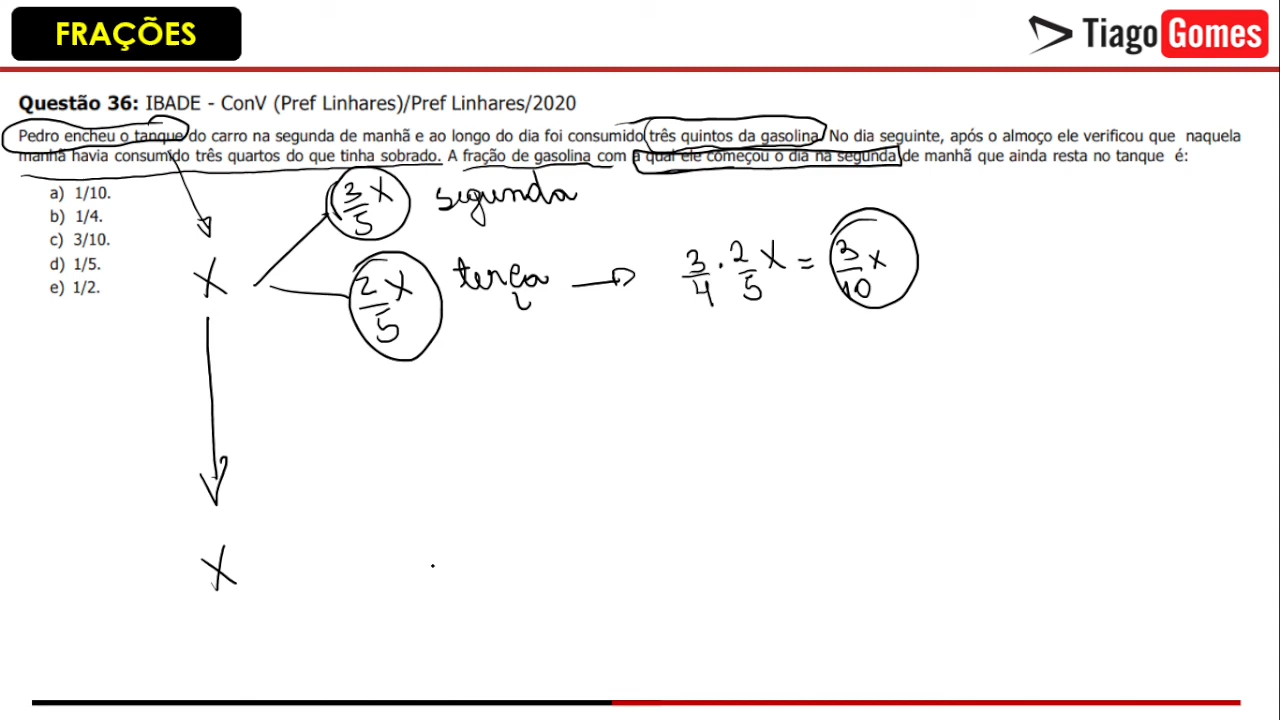 FRAÇÕES
Tiago Gomes
Questão 36: IBADE - ConV (Pref Linhares)/Pref Linhares/2020
Pedro encheu o tanque do carro na segunda de manhã e ao longo do dia foi consumido três quintos da gasolina. No dia seguinte, após o almoço ele verificou que naquela
manhã havia consumido três quartos do que tinha sobrado. A fração de gasolina com a qual ele começou o dia na segunda de manhã que ainda resta no tanque é:
a) 1/10.
b) 1/4.
c) 3/10.
d) 1/5.
e) 1/2.
3/5 X segunda
X
2/5 X terça → 3/4 . 2/5 X = 3/10 x
X